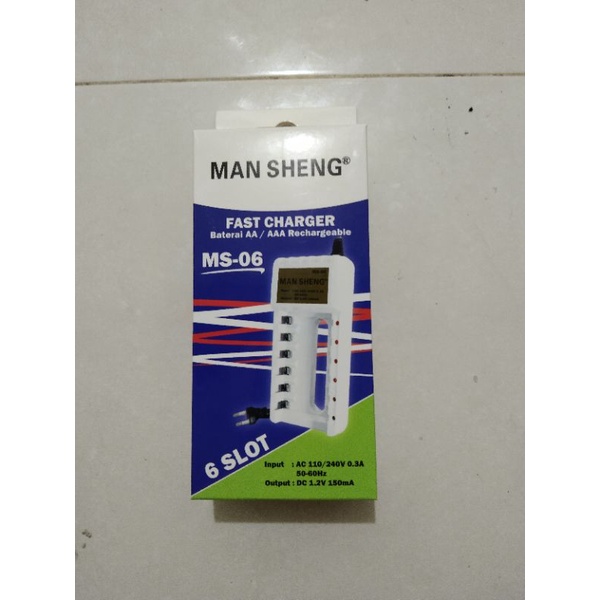 MAN SHENG®
FAST CHARGER
Baterai AA / AAA Rechargeable
MS-06
MAN SHENG
6 SLOT
Input : AC 110/240V 0.3A
50-60Hz
Output : DC 1.2V 150mA